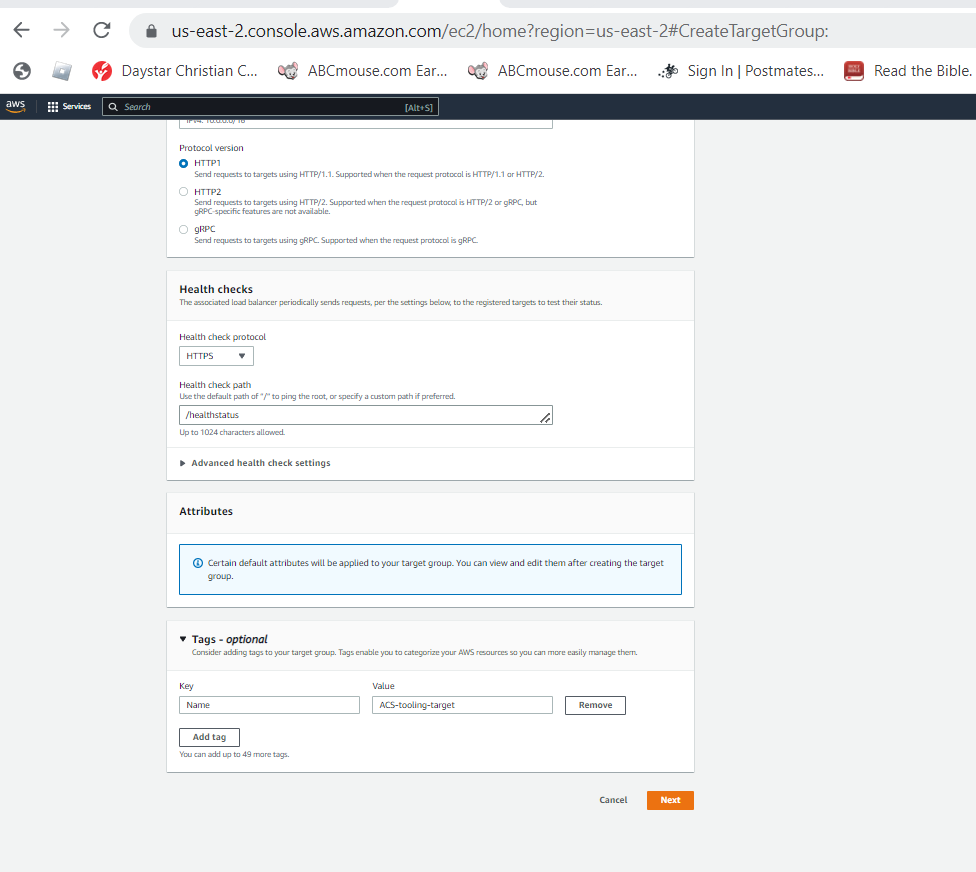 us-east-2.console.aws.amazon.com/ec2/home?region=us-east-2#CreateTargetGroup:
Daystar Christian C... ABCmouse.com Ear... ABCmouse.com Ear... Sign In | Postmates... Read the Bible.
aws Services Search [Alt+S]
IPv4: 10.0.0.0/16
Protocol version
HTTP1
Send requests to targets using HTTP/1.1. Supported when the request protocol is HTTP/1.1 or HTTP/2.
HTTP2
Send requests to targets using HTTP/2. Supported when the request protocol is HTTP/2 or gRPC, but
gRPC-specific features are not available.
gRPC
Send requests to targets using gRPC. Supported when the request protocol is gRPC.
Health checks
The associated load balancer periodically sends requests, per the settings below, to the registered targets to test their status.
Health check protocol
HTTPS
Health check path
Use the default path of "/" to ping the root, or specify a custom path if preferred.
/healthstatus
Up to 1024 characters allowed.
Advanced health check settings
Attributes
Certain default attributes will be applied to your target group. You can view and edit them after creating the target
group.
Tags - optional
Consider adding tags to your target group. Tags enable you to categorize your AWS resources so you can more easily manage them.
Key Value
Name ACS-tooling-target Remove
Add tag
You can add up to 49 more tags.
Cancel Next